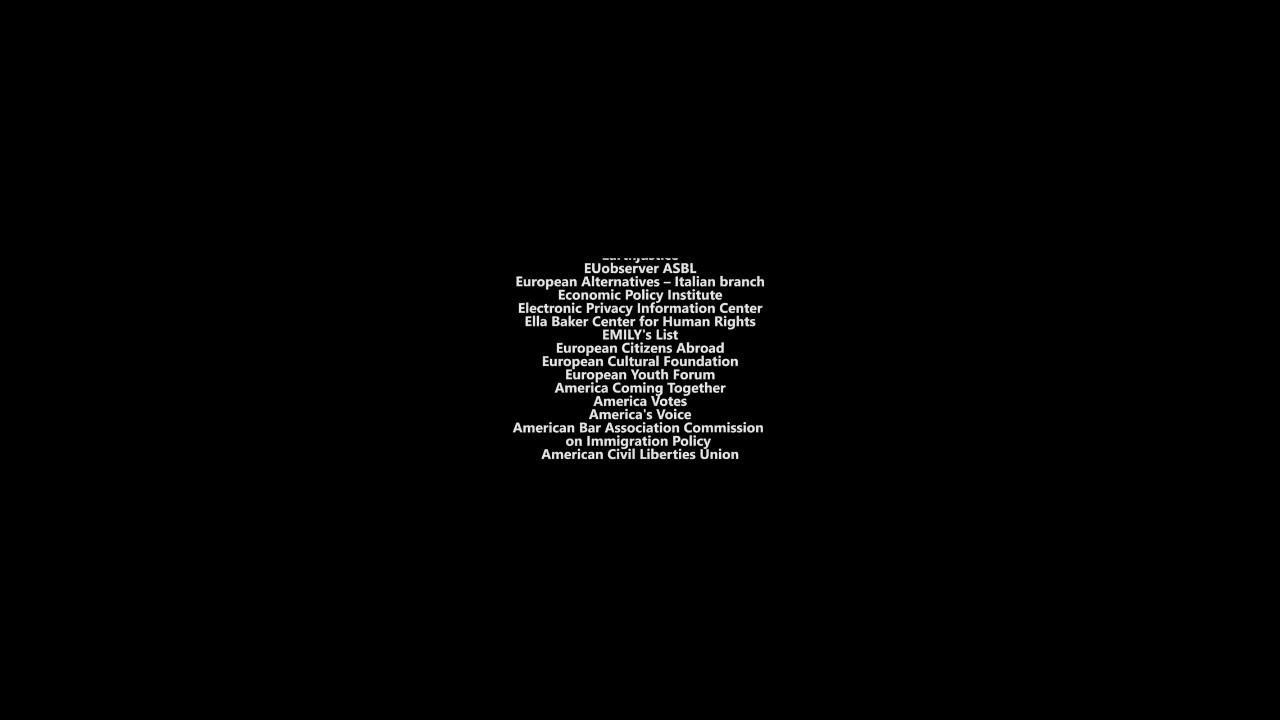 EUobserver ASBL
European Alternatives – Italian branch
Economic Policy Institute
Electronic Privacy Information Center
Ella Baker Center for Human Rights
EMILY's List
European Citizens Abroad
European Cultural Foundation
European Youth Forum
America Coming Together
America Votes
America's Voice
American Bar Association Commission
on Immigration Policy
American Civil Liberties Union